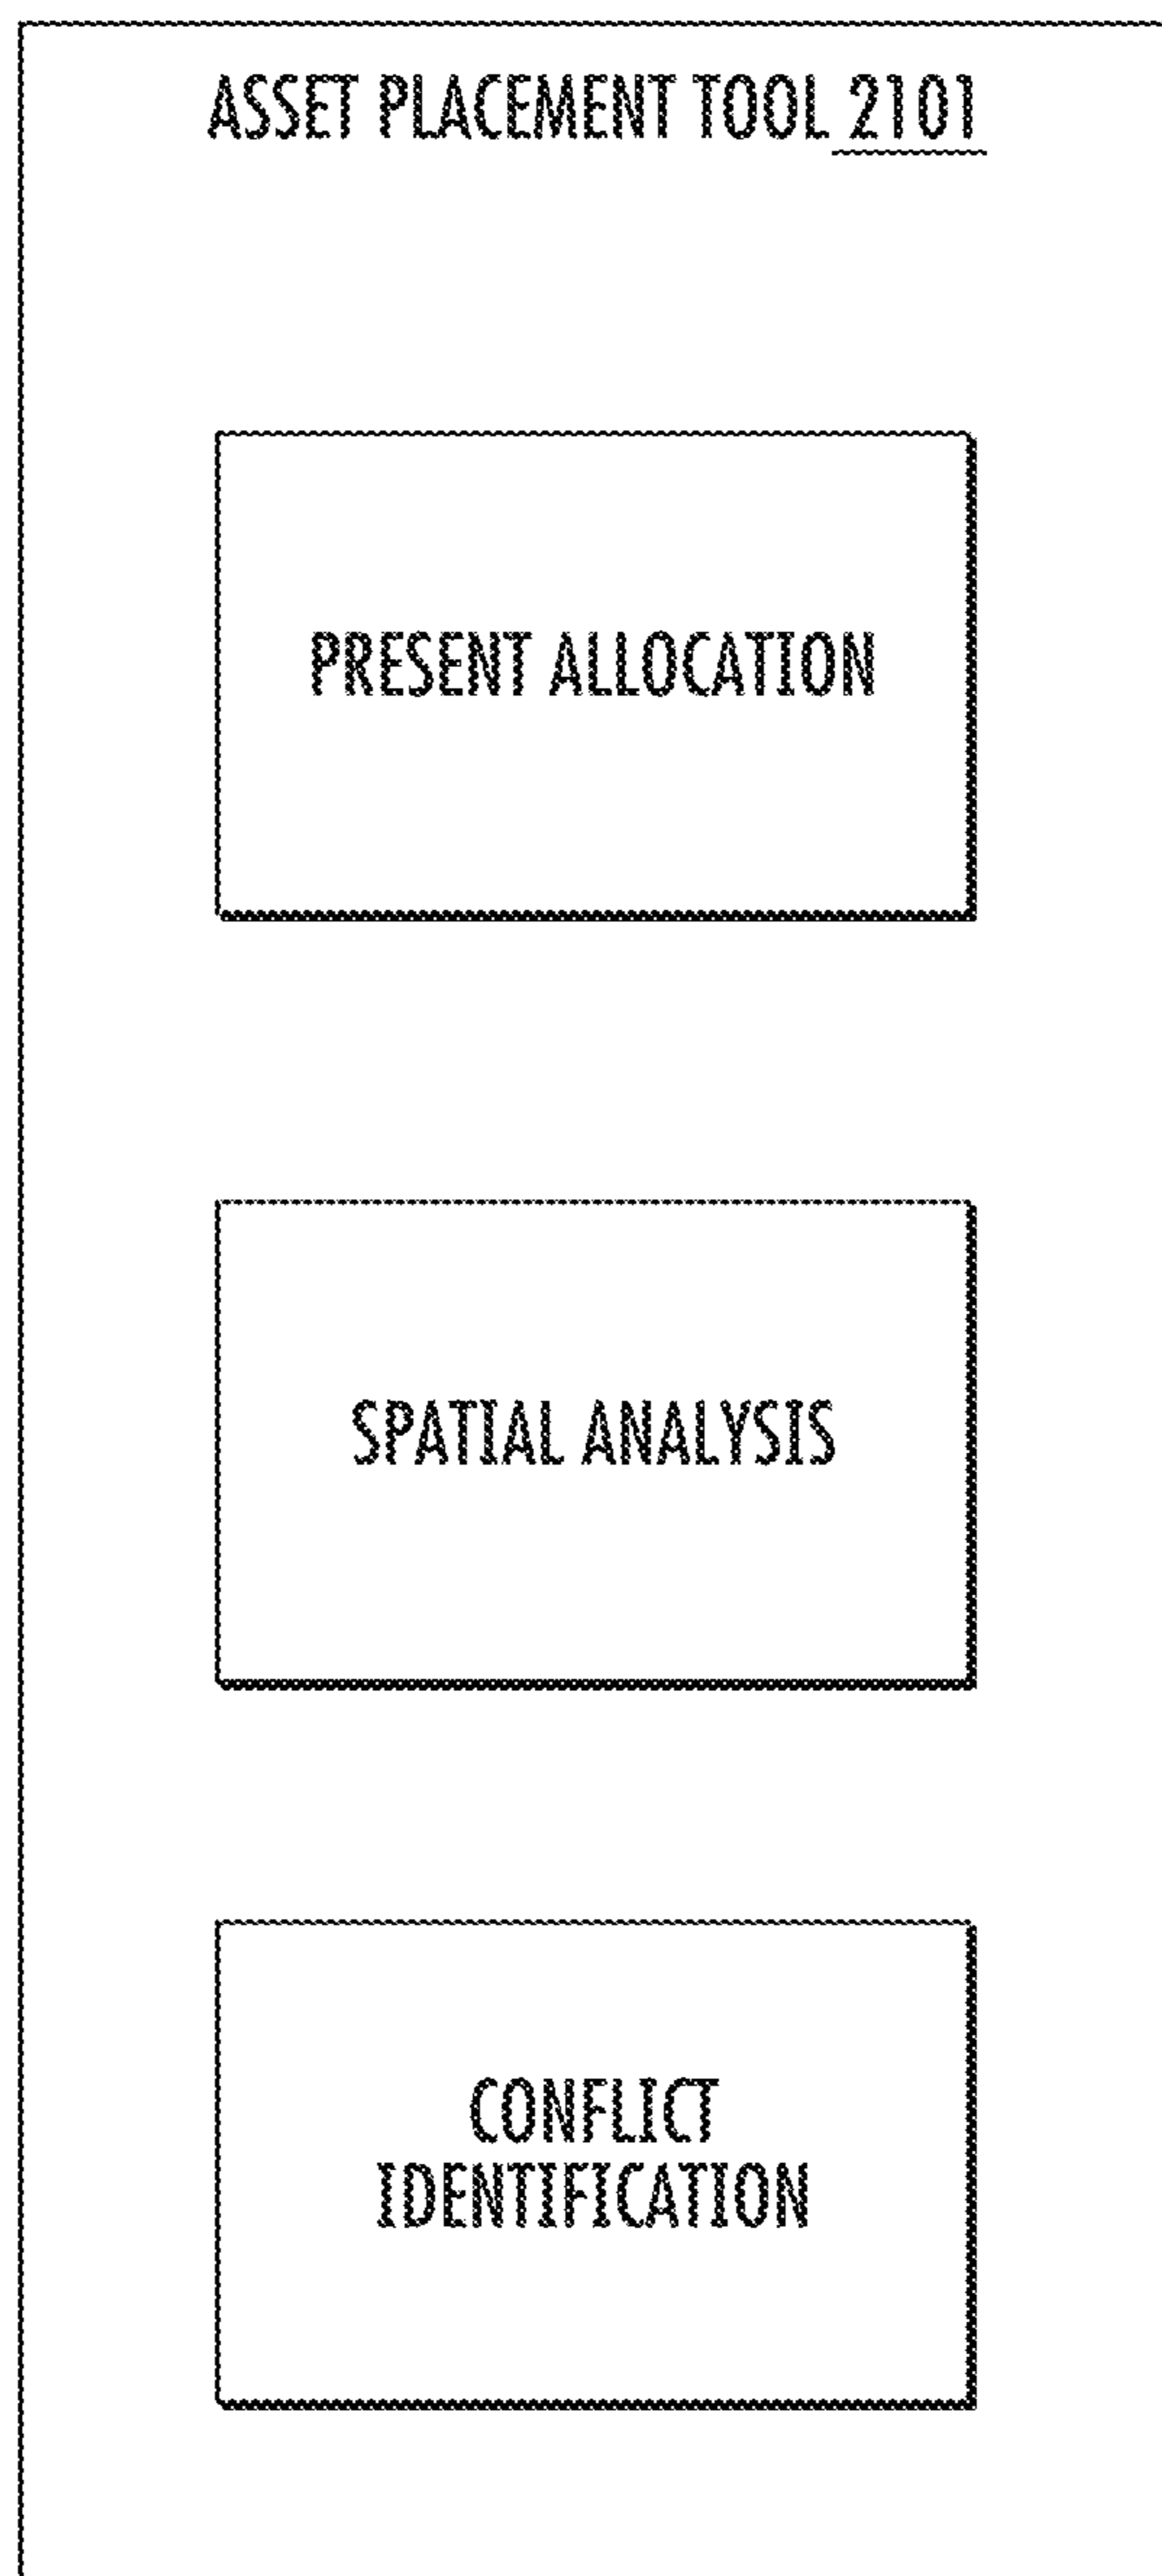 ASSET PLACEMENT TOOL 2101
PRESENT ALLOCATION
SPATIAL ANALYSIS
CONFLICT
IDENTIFICATION